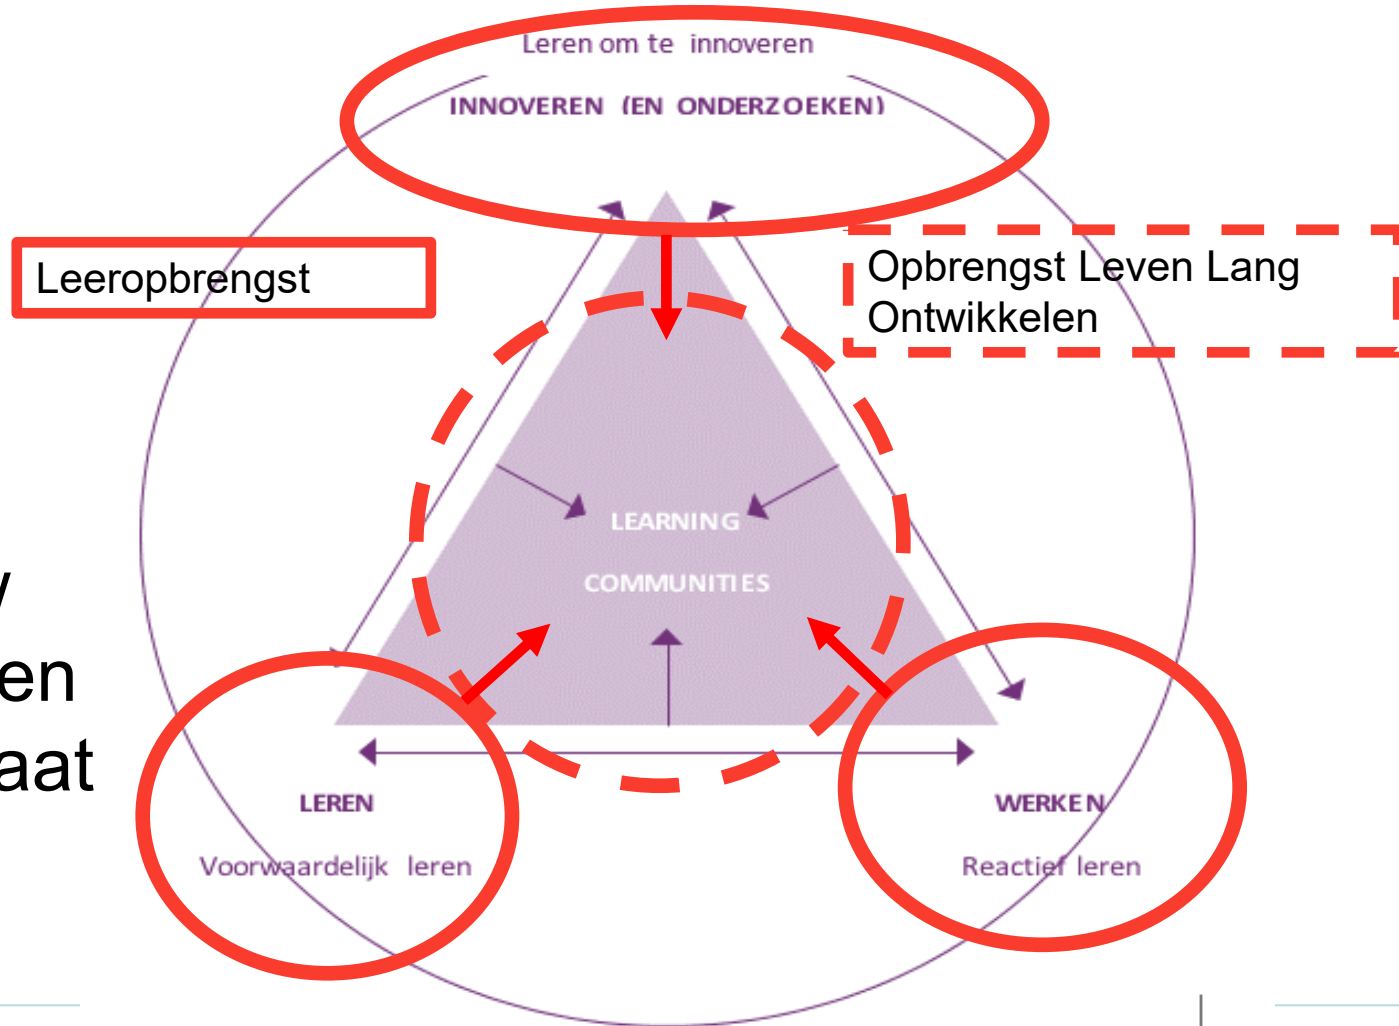 Leren om te innoveren
INNOVEREN (EN ONDERZOEKEN)
Leeropbrengst
Opbrengst Leven Lang
Ontwikkelen
LEARNING
COMMUNITIES
en
aat
LEREN
WERKEN
Voorwaardelijk leren
Reactief leren